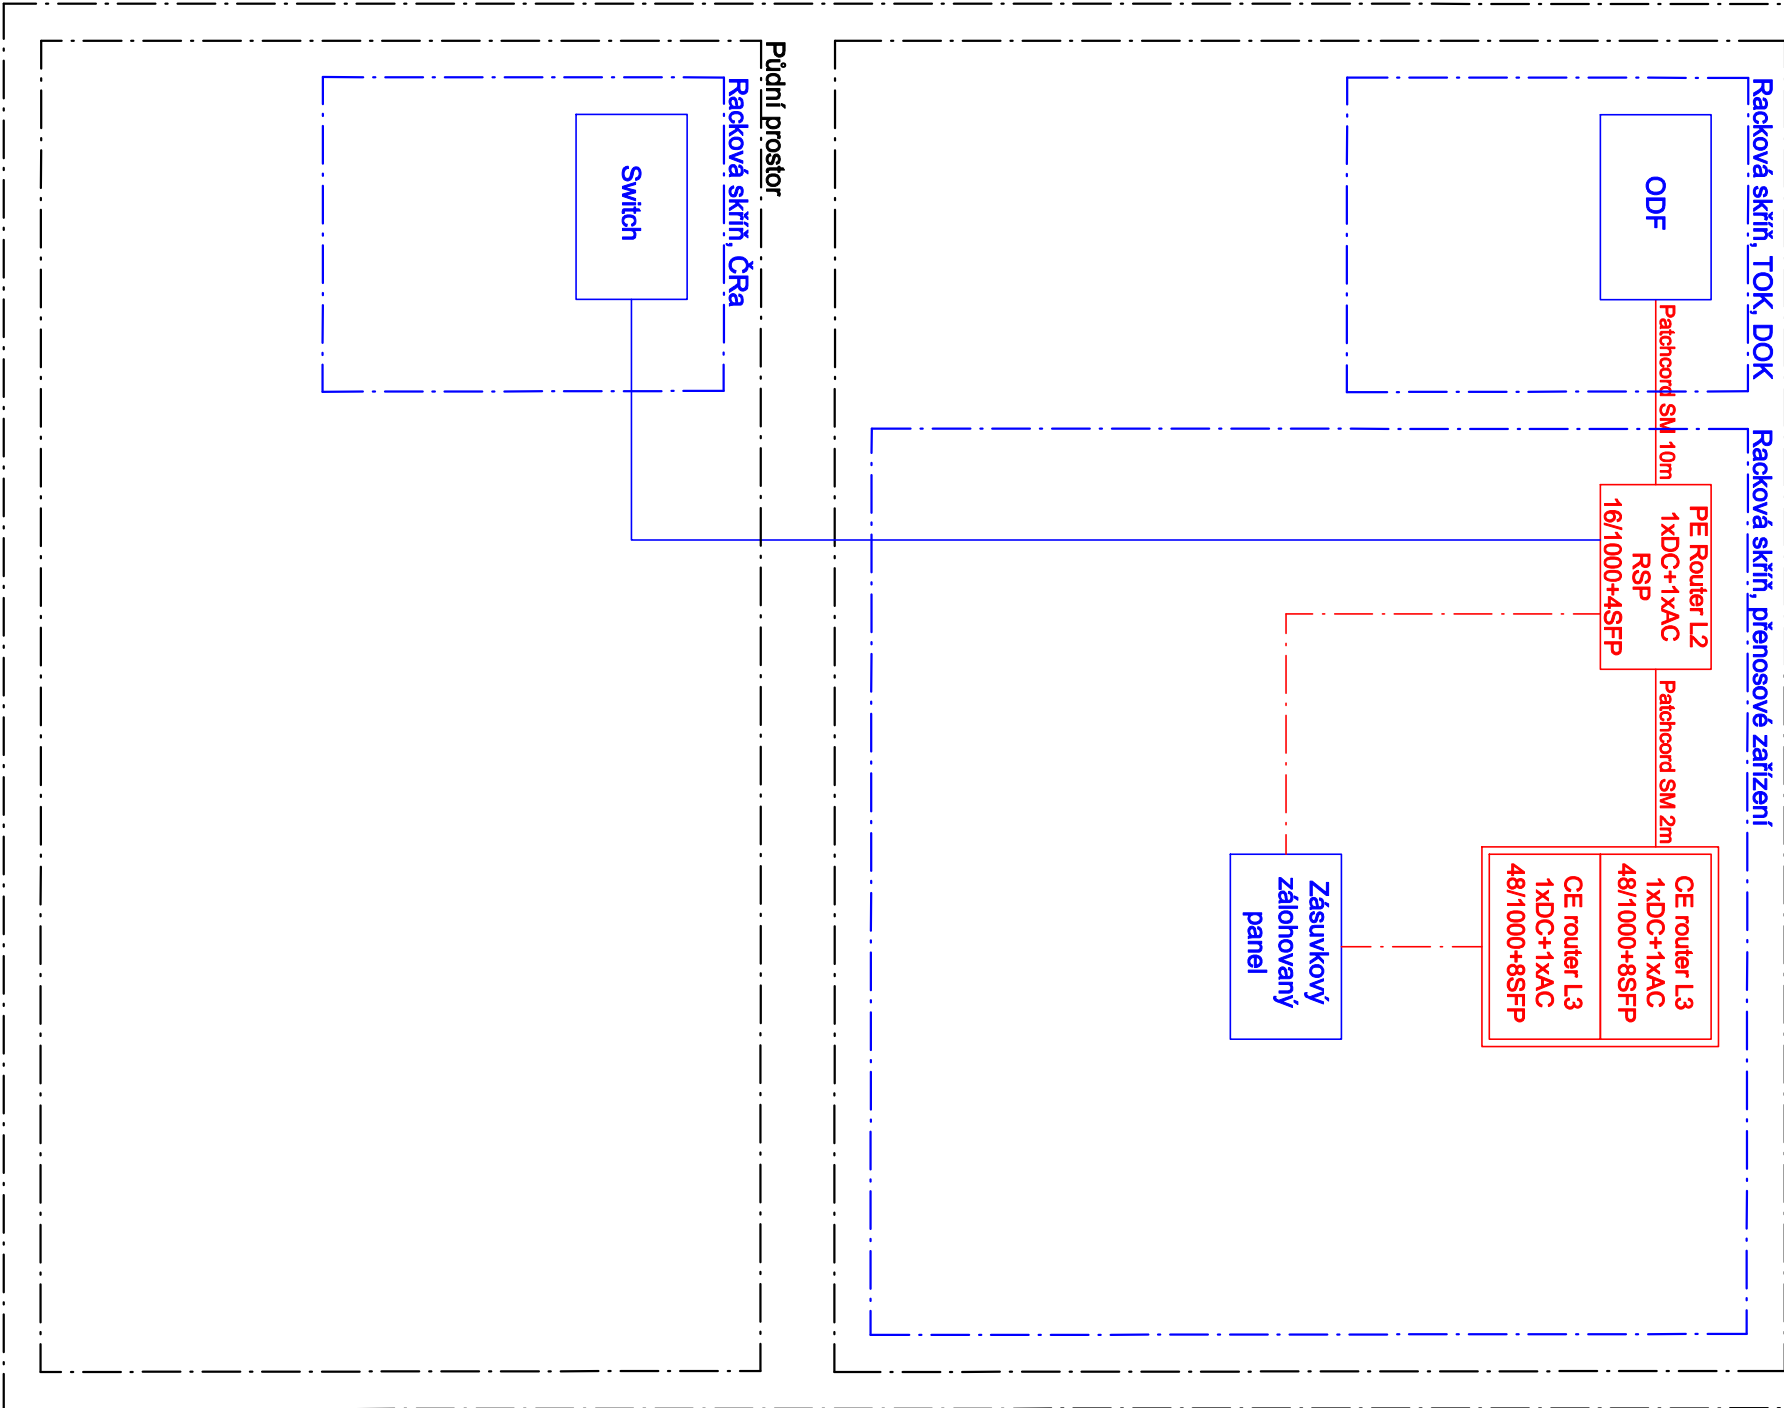 Racková skříň, TOK, DOK
ODF
Patchcord SM 10m
Racková skříň, přenosové zařízení
PE Router L2
1xDC+1xAC
RSP
16/1000+4SFP
Patchcord SM 2m
CE router L3
1xDC+1xAC
48/1000+8SFP
CE router L3
1xDC+1xAC
48/1000+8SFP
Zásuvkový
zálohovaný
panel
Půdní prostor
Racková skříň, ČRa
Switch